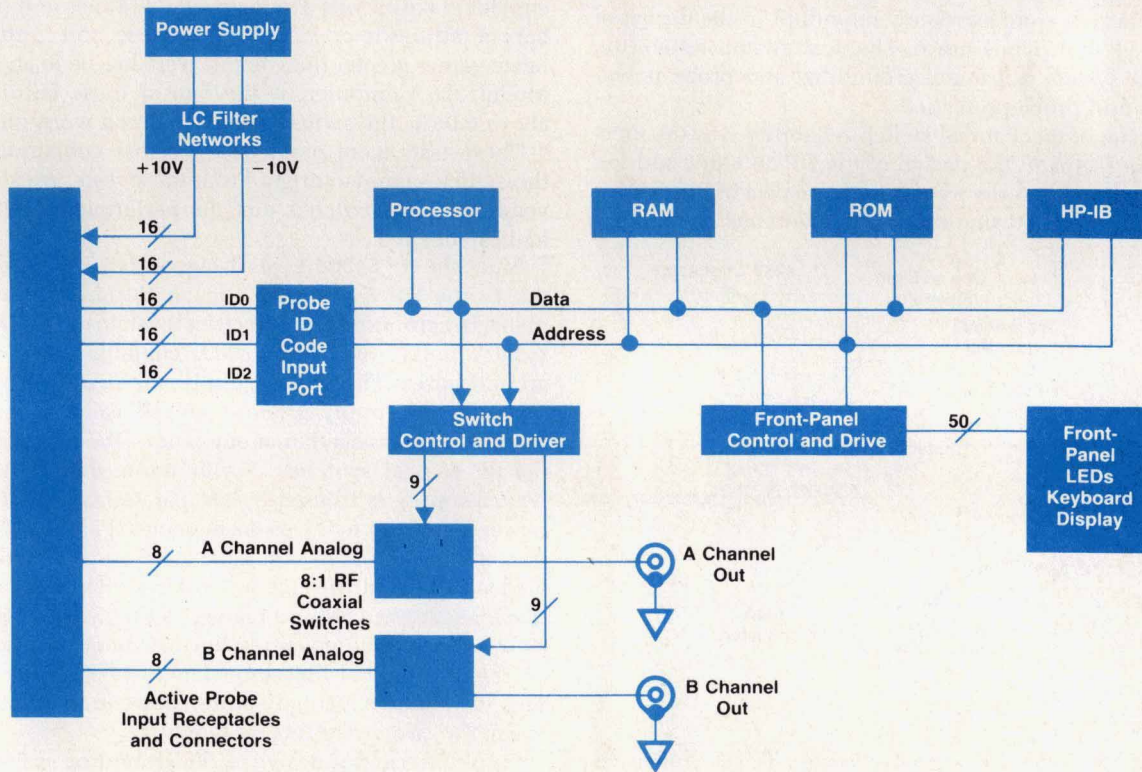 Power Supply
LC Filter
Networks
+10V
−10V
Processor
RAM
ROM
HP-IB
16
16
16
ID0
16
ID1
16
ID2
Probe
ID
Code
Input
Port
Data
Address
Switch
Control and Driver
Front-Panel
Control and Drive
50
Front-
Panel
LEDs
Keyboard
Display
9
9
8
A Channel Analog
8:1 RF
Coaxial
Switches
A Channel
Out
8
B Channel Analog
B Channel
Out
Active Probe
Input Receptacles
and Connectors